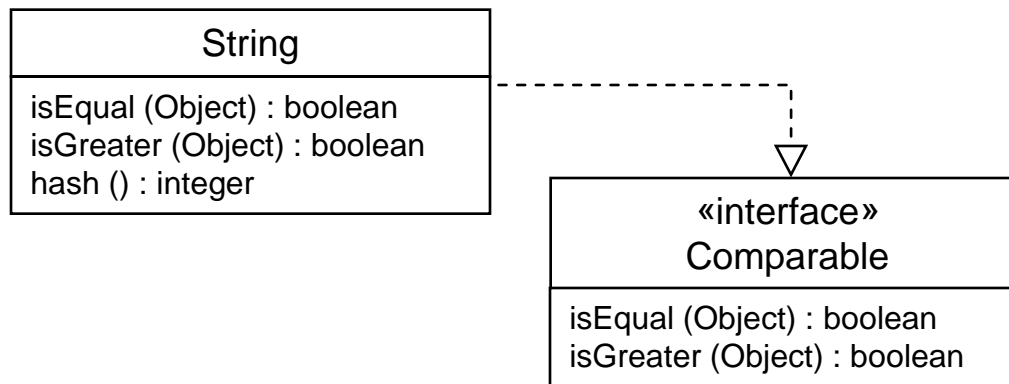 String
isEqual (Object) : boolean
isGreater (Object) : boolean
hash () : integer
«interface»
Comparable
isEqual (Object) : boolean
isGreater (Object) : boolean